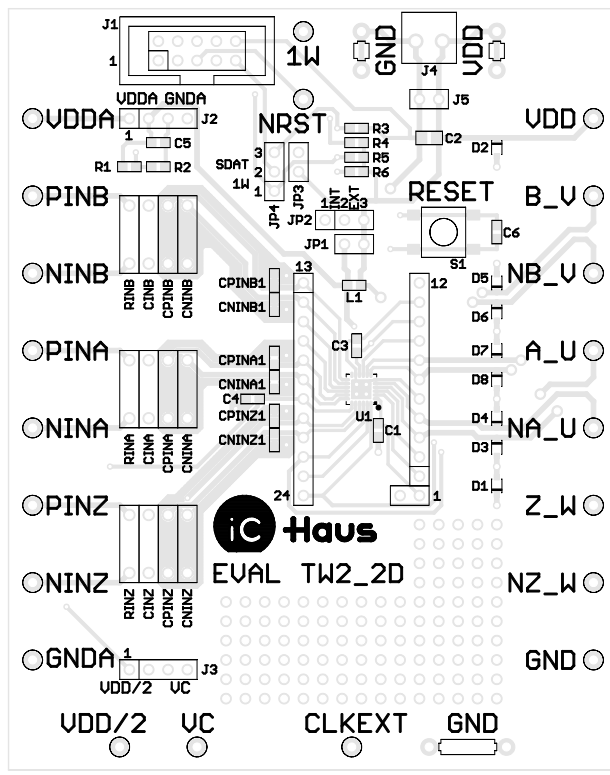 J1
1
1W
GND
J4
VDD
VDDA GNDA
VDDA
1
J2
NRST
J5
VDD
C5
R3
C2
R4
D2
R1
R2
SDAT
3
R5
2
R6
1W
1
PINB
JP4
JP3
INT
EXT
RESET
B_V
1 2 3
JP2
JP1
C6
S1
NINB
13
12
NB_V
RINB
CINB
CPINB
CNINB
CPINB1
L1
D5
CNINB1
D6
PINA
C3
D7
A_U
CPINA1
CNINA1
D8
C4
CPINZ1
U1
D4
NINA
C1
NA_U
CNINZ1
D3
RINA
CINA
CPINA
CNINA
D1
24
1
PINZ
iC Haus
Z_W
EVAL TW2_2D
NINZ
NZ_W
RINZ
CINZ
CPINZ
CNINZ
GNDA
1
J3
GND
VDD/2 VC
VDD/2
VC
CLKEXT
GND